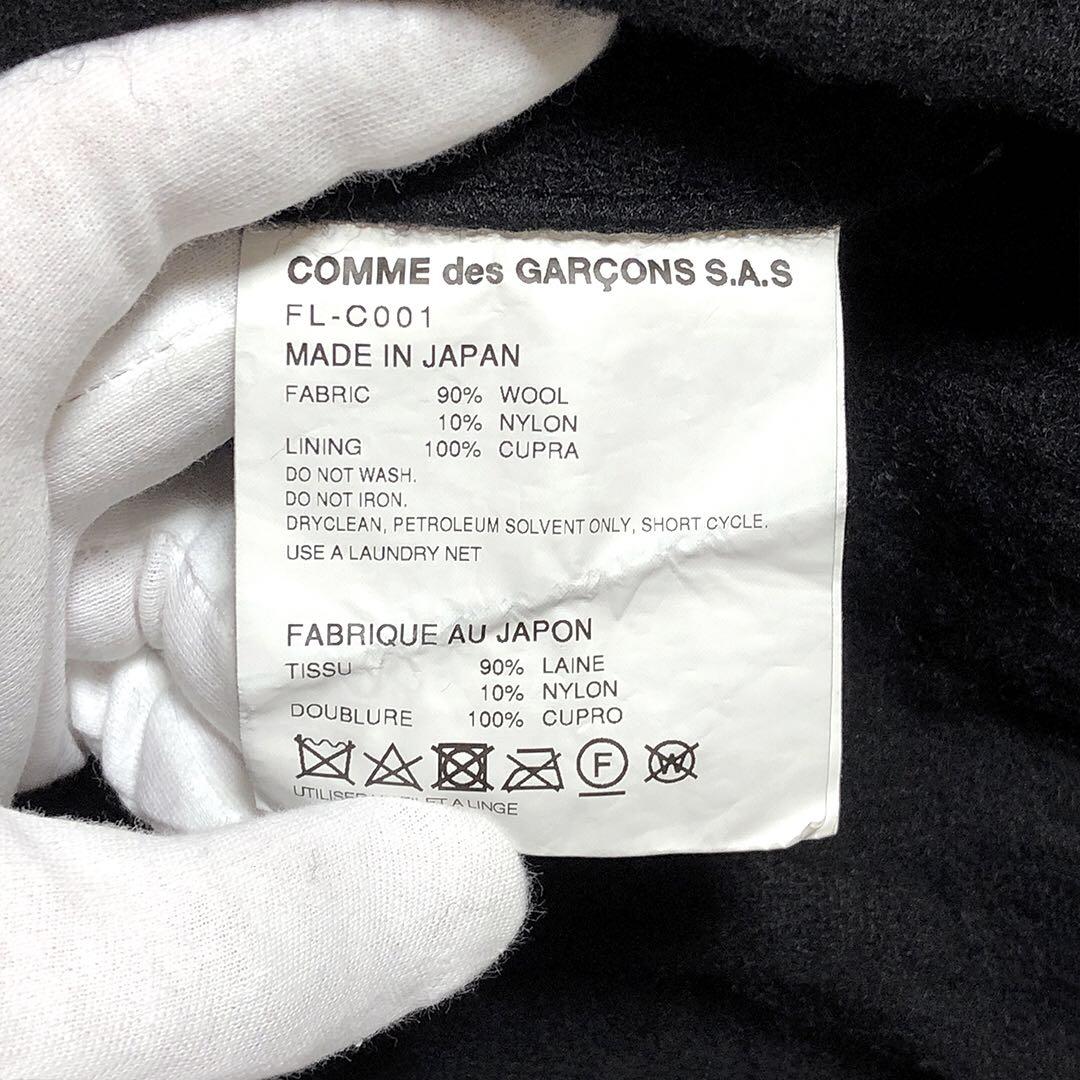 COMME des GARÇONS S.A.S
FL-C001
MADE IN JAPAN
FABRIC 90% WOOL
10% NYLON
LINING 100% CUPRA
DO NOT WASH.
DO NOT IRON.
DRYCLEAN, PETROLEUM SOLVENT ONLY, SHORT CYCLE.
USE A LAUNDRY NET
FABRIQUE AU JAPON
TISSU 90% LAINE
10% NYLON
DOUBLURE 100% CUPRO
F W
A LINGE